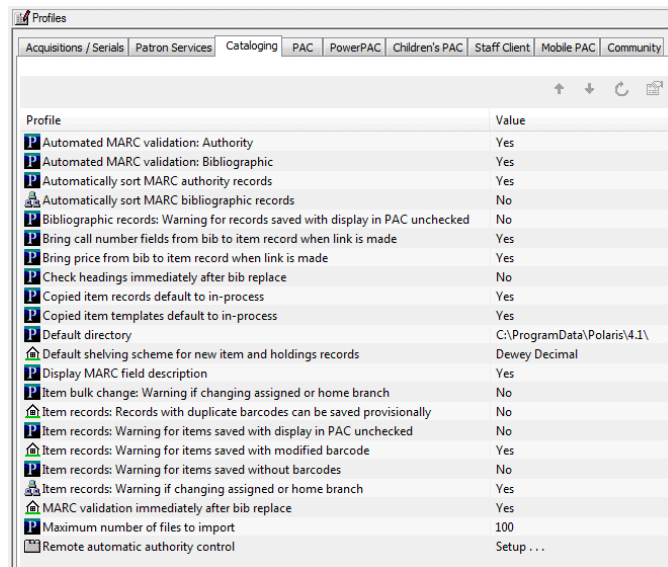 Profiles
Acquisitions / Serials Patron Services Cataloging PAC PowerPAC Children's PAC Staff Client Mobile PAC Community
Profile Value
P Automated MARC validation: Authority Yes
P Automated MARC validation: Bibliographic Yes
P Automatically sort MARC authority records Yes
Automatically sort MARC bibliographic records No
P Bibliographic records: Warning for records saved with display in PAC unchecked No
P Bring call number fields from bib to item record when link is made Yes
P Bring price from bib to item record when link is made Yes
P Check headings immediately after bib replace No
P Copied item records default to in-process Yes
P Copied item templates default to in-process Yes
P Default directory C:\ProgramData\Polaris\4.1\
Default shelving scheme for new item and holdings records Dewey Decimal
P Display MARC field description Yes
P Item bulk change: Warning if changing assigned or home branch No
Item records: Records with duplicate barcodes can be saved provisionally No
P Item records: Warning for items saved with display in PAC unchecked No
Item records: Warning for items saved with modified barcode Yes
P Item records: Warning for items saved without barcodes No
Item records: Warning if changing assigned or home branch Yes
MARC validation immediately after bib replace Yes
P Maximum number of files to import 100
Remote automatic authority control Setup . . .